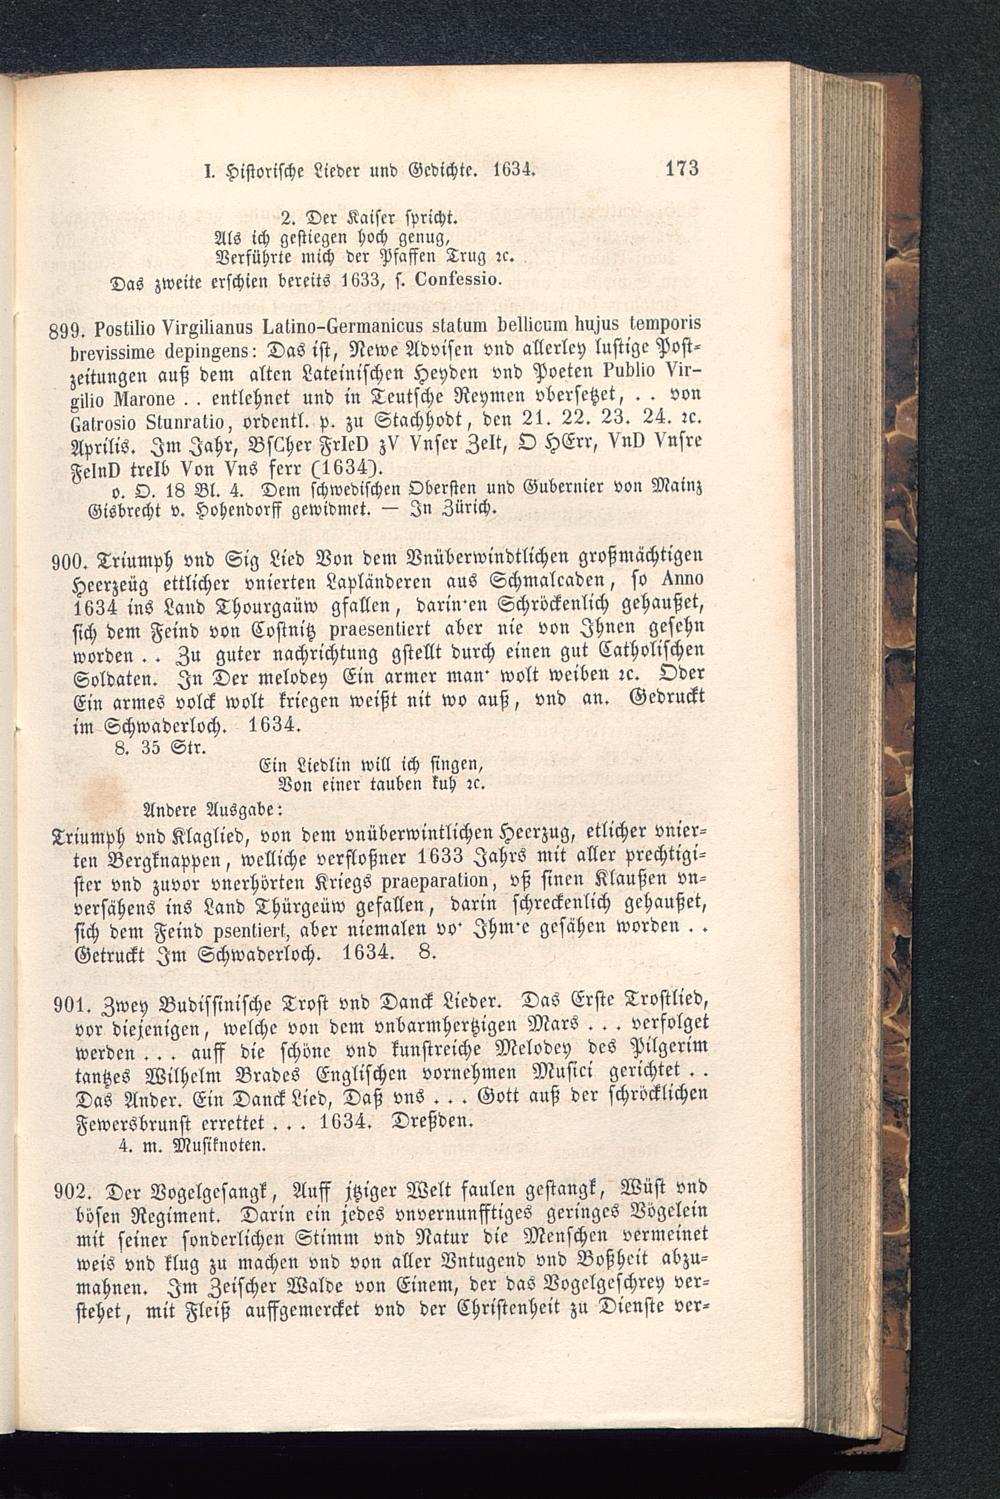 I. Historische Lieder und Gedichte. 1634. 173
2. Der Kaiser spricht.
Als ich gestiegen hoch genug,
Verführte mich der Pfaffen Trug ꝛc.
Das zweite erschien bereits 1633, s. Confessio.
899. Postilio Virgilianus Latino-Germanicus statum bellicum hujus temporis
brevissime depingens: Das ist, Newe Advisen vnd allerley lustige Post-
zeitungen auß dem alten Lateinischen Heyden vnd Poeten Publio Vir-
gilio Marone . . entlehnet und in Teutsche Reymen vbersetzet, . . von
Gatrosio Stunratio, ordentl. p. zu Stachhodt, den 21. 22. 23. 24. ꝛc.
Aprilis. Im Jahr, BsCher FrIeD zV Vnser ZeIt, O HErr, VnD Vnsre
FeInD treIb Von Vns ferr (1634).
o. O. 18 Bl. 4. Dem schwedischen Obersten und Gubernier von Mainz
Gisbrecht v. Hohendorff gewidmet. — In Zürich.
900. Triumph vnd Sig Lied Von dem Vnüberwindtlichen großmächtigen
Heerzeüg ettlicher vnierten Lapländeren aus Schmalcaden, so Anno
1634 ins Land Thourgaüw gfallen, darin·en Schröckenlich gehaußet,
sich dem Feind von Costnitz praesentiert aber nie von Ihnen gesehn
worden . . Zu guter nachrichtung gstellt durch einen gut Catholischen
Soldaten. In Der melodey Ein armer man· wolt weiben ꝛc. Oder
Ein armes volck wolt kriegen weißt nit wo auß, vnd an. Gedruckt
im Schwaderloch. 1634.
8. 35 Str.
Ein Liedlin will ich singen,
Von einer tauben kuh ꝛc.
Andere Ausgabe:
Triumph vnd Klaglied, von dem vnüberwintlichen Heerzug, etlicher vnier-
ten Bergknappen, welliche verfloßner 1633 Jahrs mit aller prechtigi-
ster vnd zuvor vnerhörten Kriegs praeparation, vß sinen Klaußen vn-
versähens ins Land Thürgeüw gefallen, darin schreckenlich gehaußet,
sich dem Feind psentiert, aber niemalen vo· Ihm·e gesähen worden . .
Getruckt Im Schwaderloch. 1634. 8.
901. Zwey Budissinische Trost vnd Danck Lieder. Das Erste Trostlied,
vor diejenigen, welche von dem vnbarmhertzigen Mars . . . verfolget
werden . . . auff die schöne vnd kunstreiche Melodey des Pilgerim
tantzes Wilhelm Brades Englischen vornehmen Musici gerichtet . .
Das Ander. Ein Danck Lied, Daß vns . . . Gott auß der schröcklichen
Fewersbrunst errettet . . . 1634. Dreßden.
4. m. Musiknoten.
902. Der Vogelgesangk, Auff jtziger Welt faulen gestangk, Wüst vnd
bösen Regiment. Darin ein jedes vnvernunfftiges geringes Vögelein
mit seiner sonderlichen Stimm vnd Natur die Menschen vermeinet
weis vnd klug zu machen vnd von aller Vntugend vnd Boßheit abzu-
mahnen. Im Zeischer Walde von Einem, der das Vogelgeschrey ver-
stehet, mit Fleiß auffgemercket vnd der Christenheit zu Dienste ver-